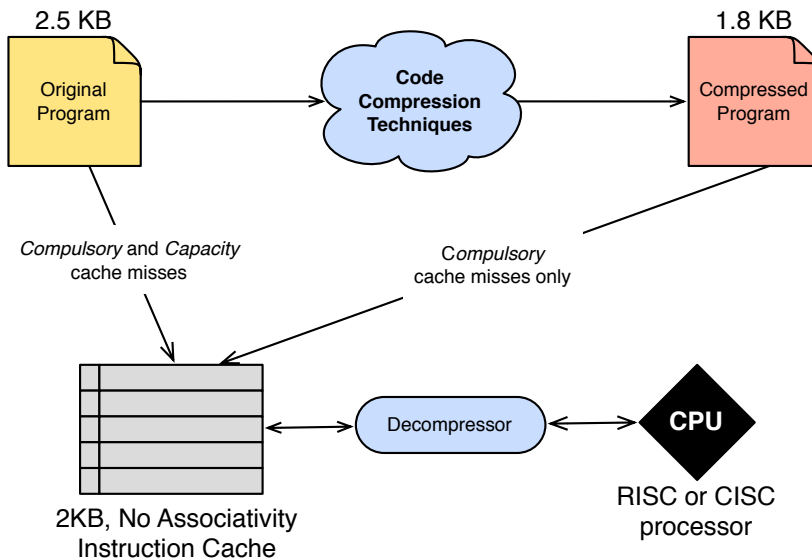 2.5 KB
1.8 KB
Original
Program
Code
Compression
Techniques
Compressed
Program
Compulsory and Capacity
cache misses
Compulsory
cache misses only
Decompressor
CPU
2KB, No Associativity
Instruction Cache
RISC or CISC
processor